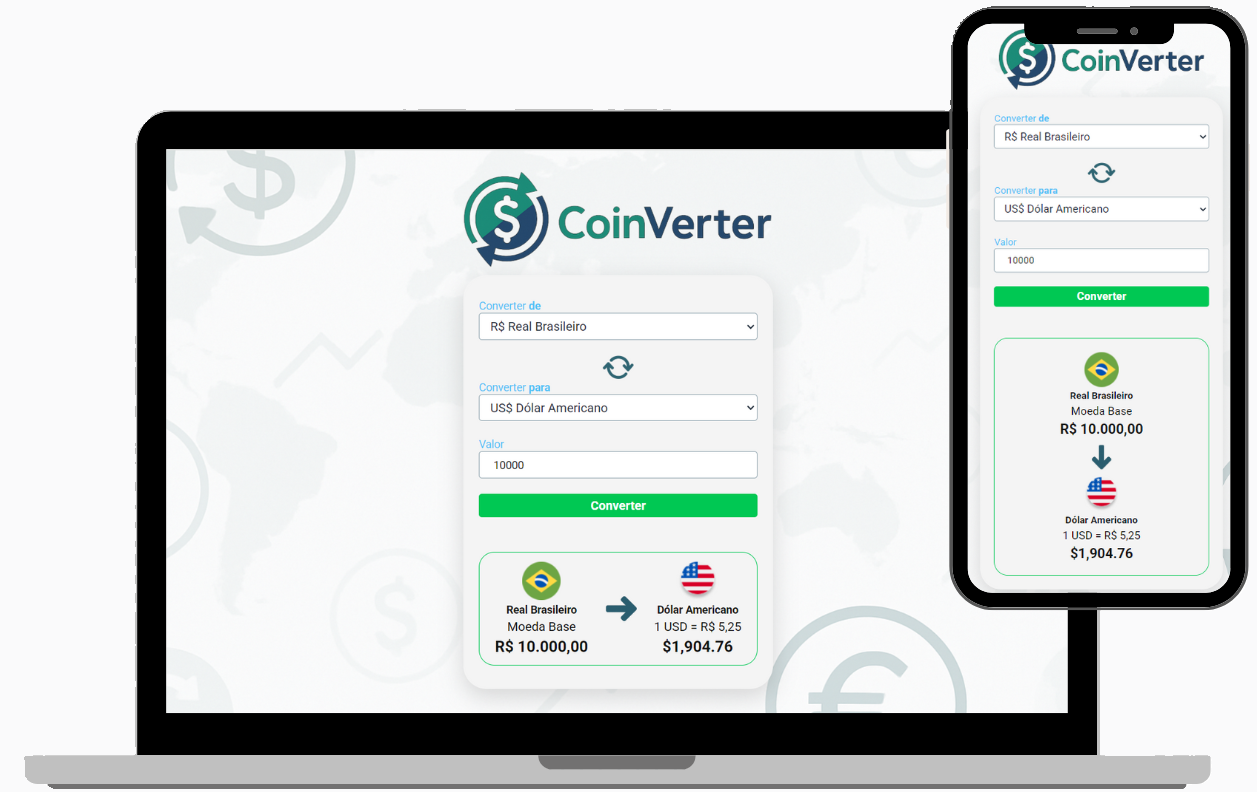 CoinVerter
Converter de
R$ Real Brasileiro
Converter para
US$ Dólar Americano
Valor
10000
Converter
Real Brasileiro
Moeda Base
R$ 10.000,00
Dólar Americano
1 USD = R$ 5,25
$1,904.76
CoinVerter
Converter de
R$ Real Brasileiro
Converter para
US$ Dólar Americano
Valor
10000
Converter
Real Brasileiro
Moeda Base
R$ 10.000,00
Dólar Americano
1 USD = R$ 5,25
$1,904.76